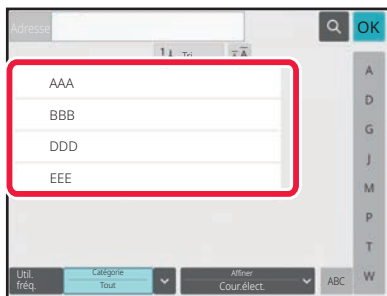 Adresse
OK
Tri
AAA
BBB
DDD
EEE
A
D
G
J
M
P
T
W
Util.
fréq.
Catégorie
Tout
Affiner
Cour.élect.
ABC